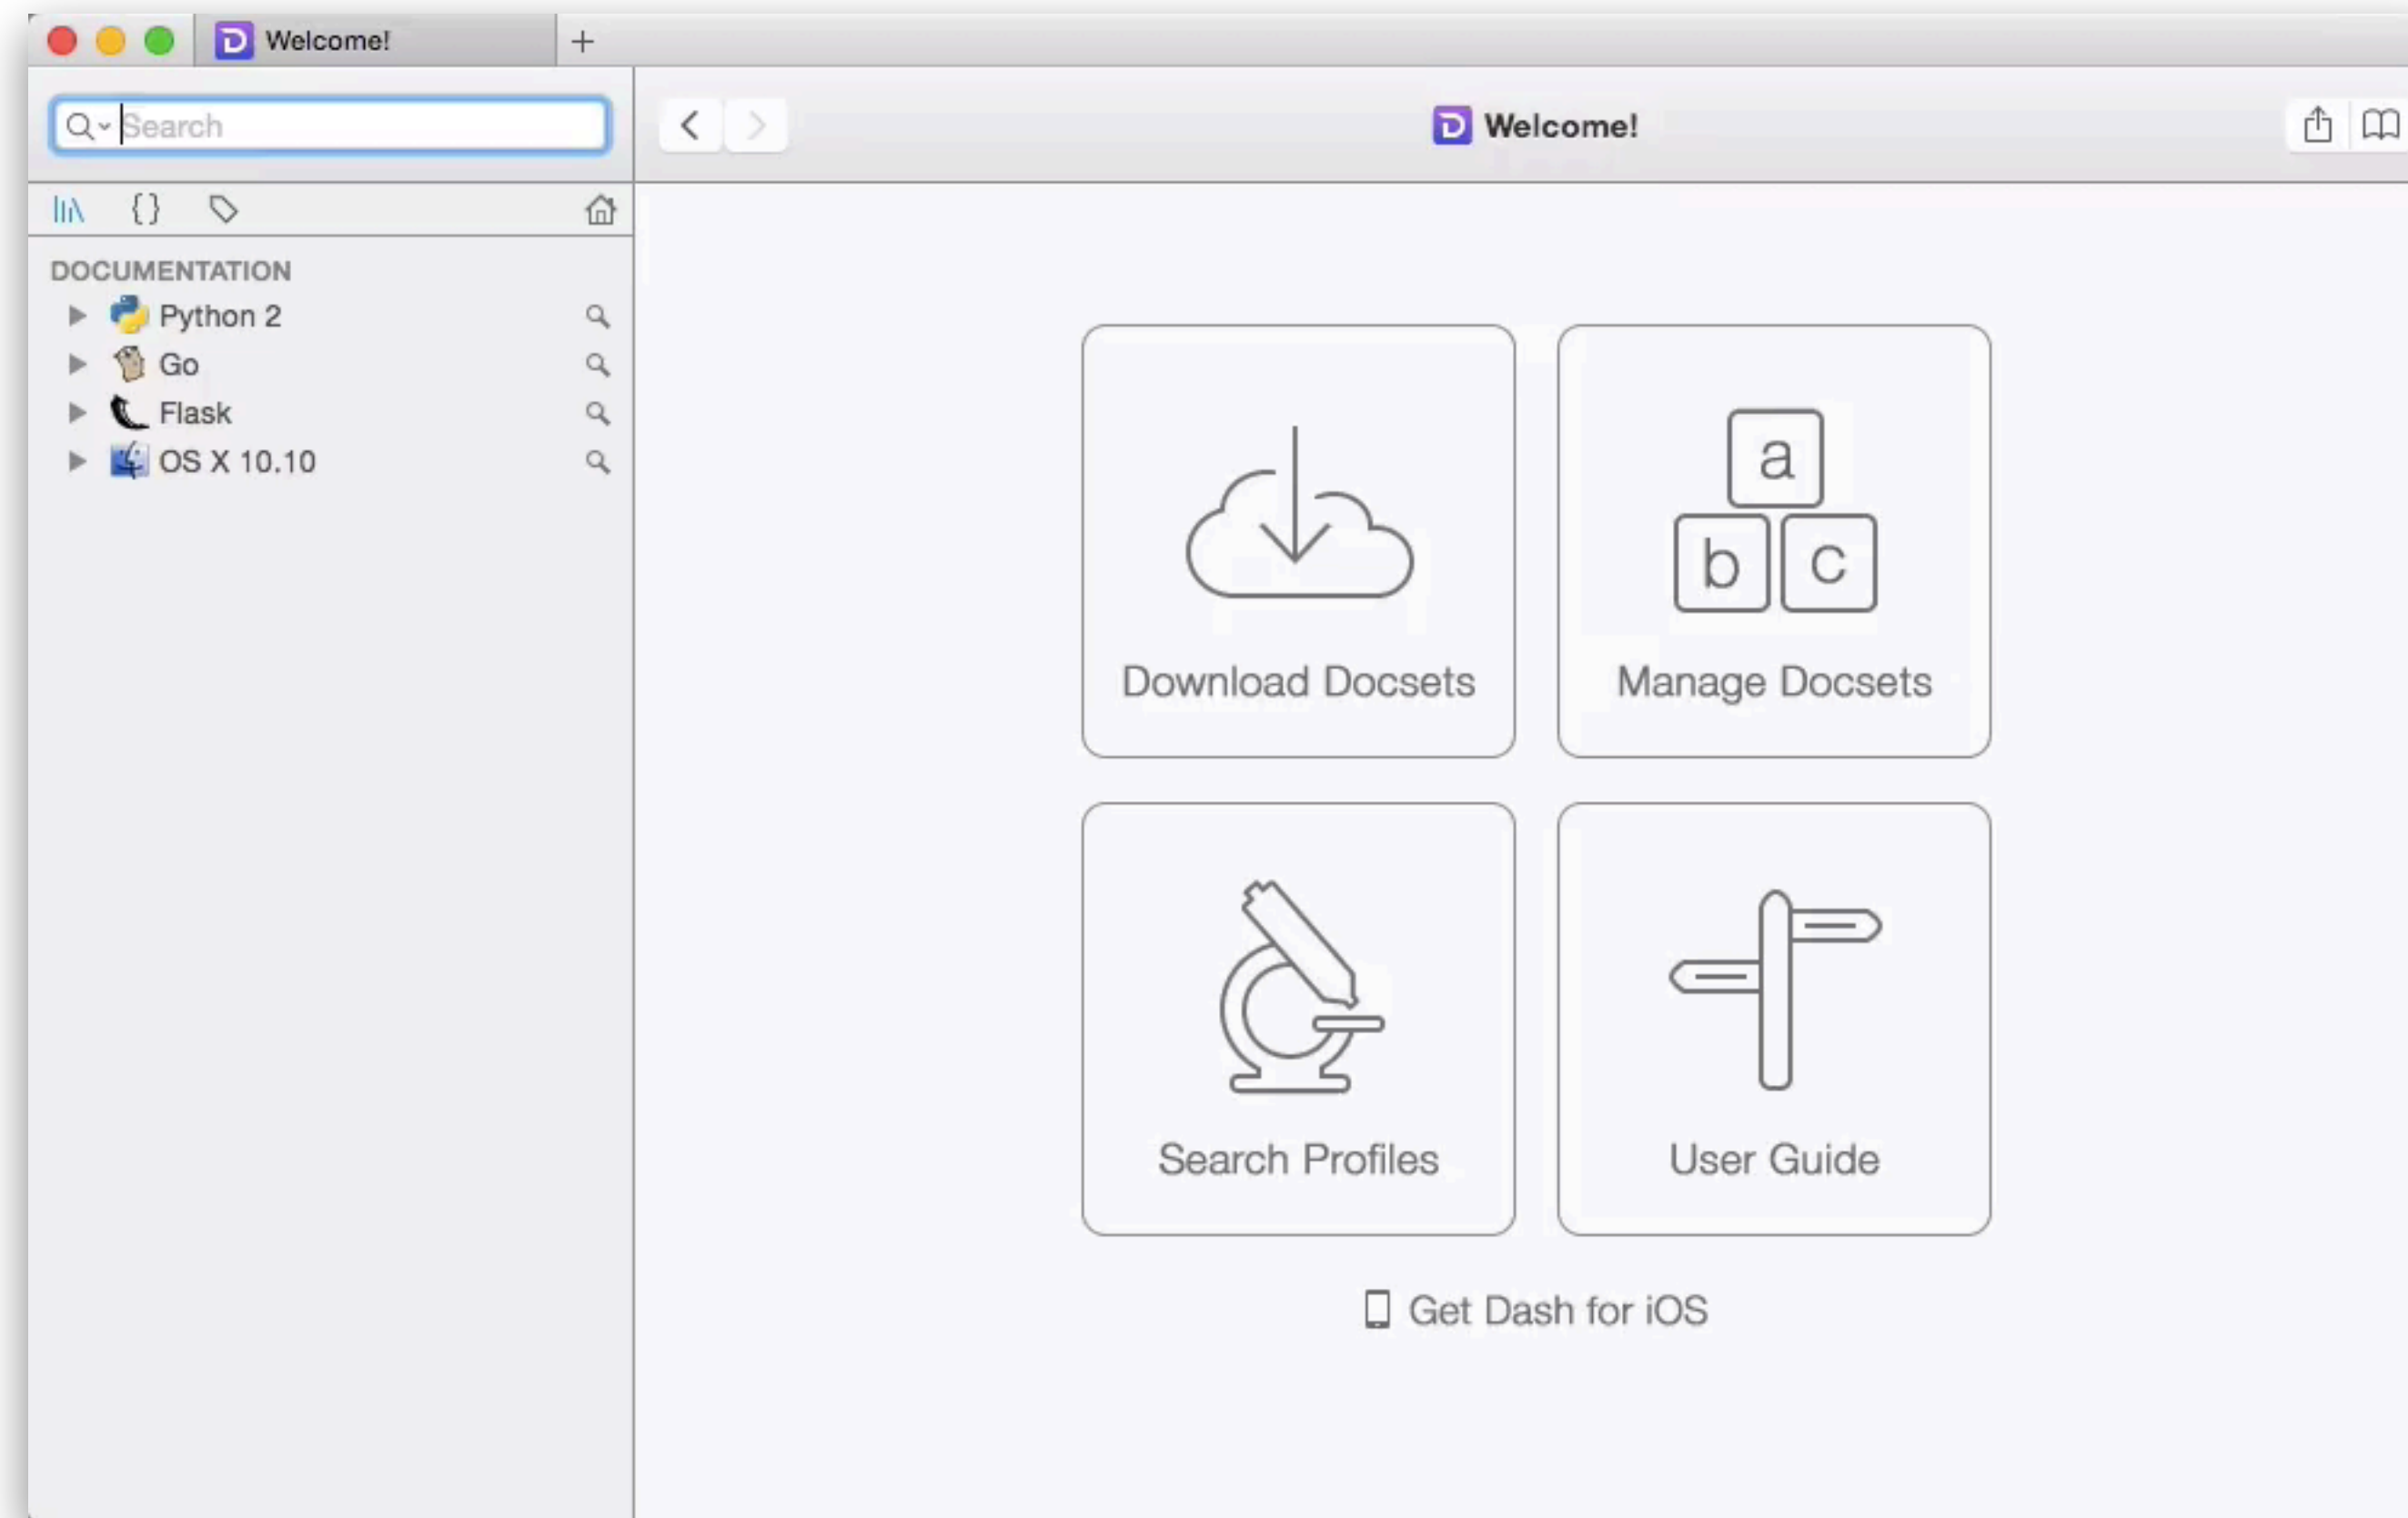 Welcome!
Search
Welcome!
{}
DOCUMENTATION
Python 2
Go
Flask
OS X 10.10
a
b c
Download Docsets
Manage Docsets
Search Profiles
User Guide
Get Dash for iOS